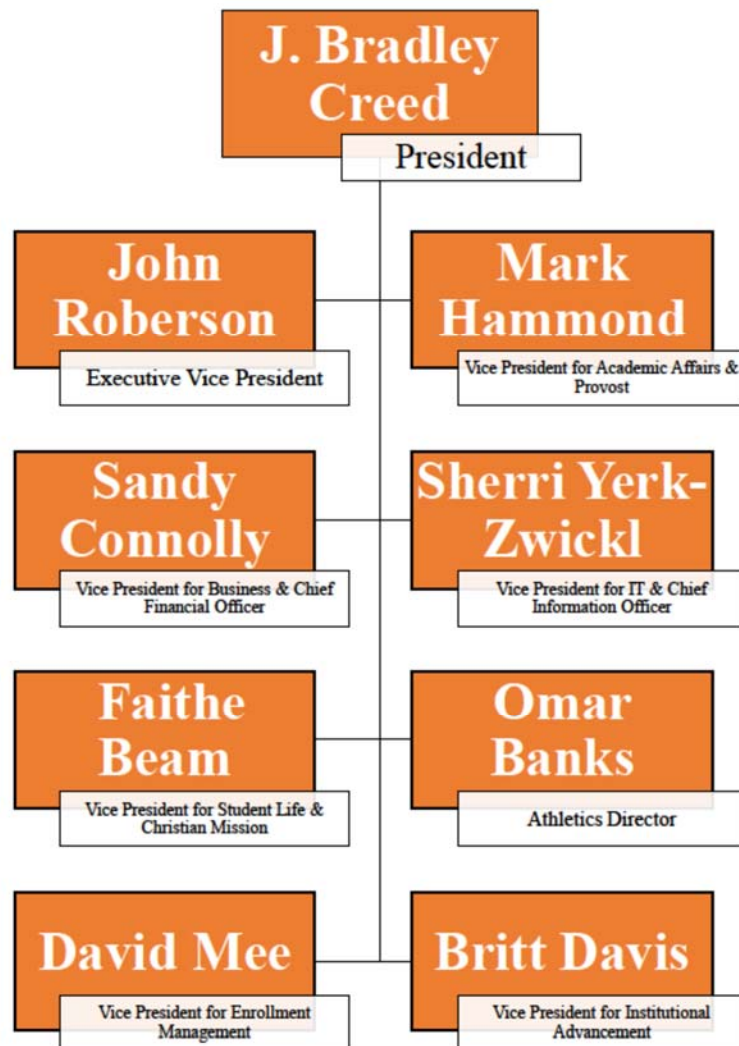 J. Bradley
Creed
President
John
Roberson
Executive Vice President
Mark
Hammond
Vice President for Academic Affairs &
Provost
Sandy
Connolly
Vice President for Business & Chief
Financial Officer
Sherri Yerk-
Zwickl
Vice President for IT & Chief
Information Officer
Faithe
Beam
Vice President for Student Life &
Christian Mission
Omar
Banks
Athletics Director
David Mee
Vice President for Enrollment
Management
Britt Davis
Vice President for Institutional
Advancement